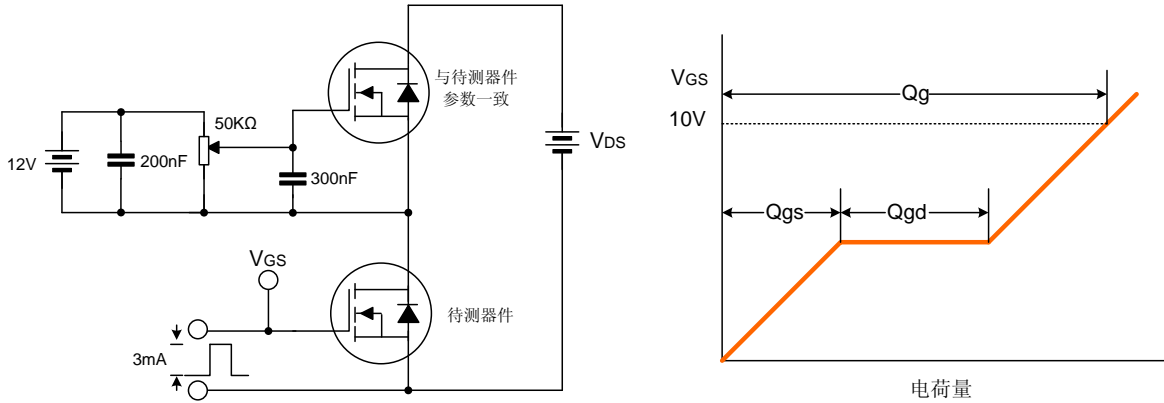 与待测器件
参数一致
50KΩ
12V
200nF
300nF
VDS
VGS
待测器件
3mA
VGS
Qg
10V
Qgs
Qgd
电荷量